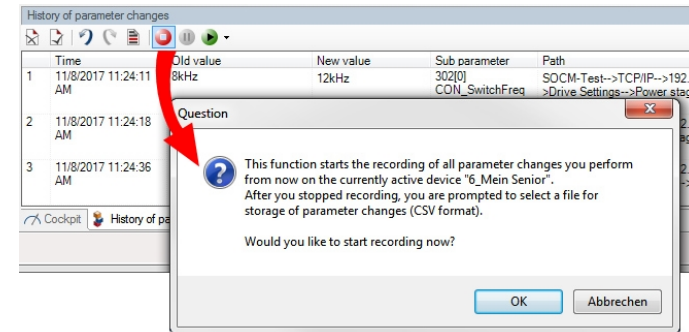 History of parameter changes
Time Old value New value Sub parameter Path
1 11/8/2017 11:24:11 AM 8kHz 12kHz 302[0] CON_SwitchFreq SOCM-Test-->TCP/IP-->192. >Drive Settings-->Power stag
2 11/8/2017 11:24:18 AM
3 11/8/2017 11:24:36 AM
Question
This function starts the recording of all parameter changes you perform
from now on the currently active device "6_Mein Senior".
After you stopped recording, you are prompted to select a file for
storage of parameter changes (CSV format).
Would you like to start recording now?
OK Abbrechen
Cockpit History of pa